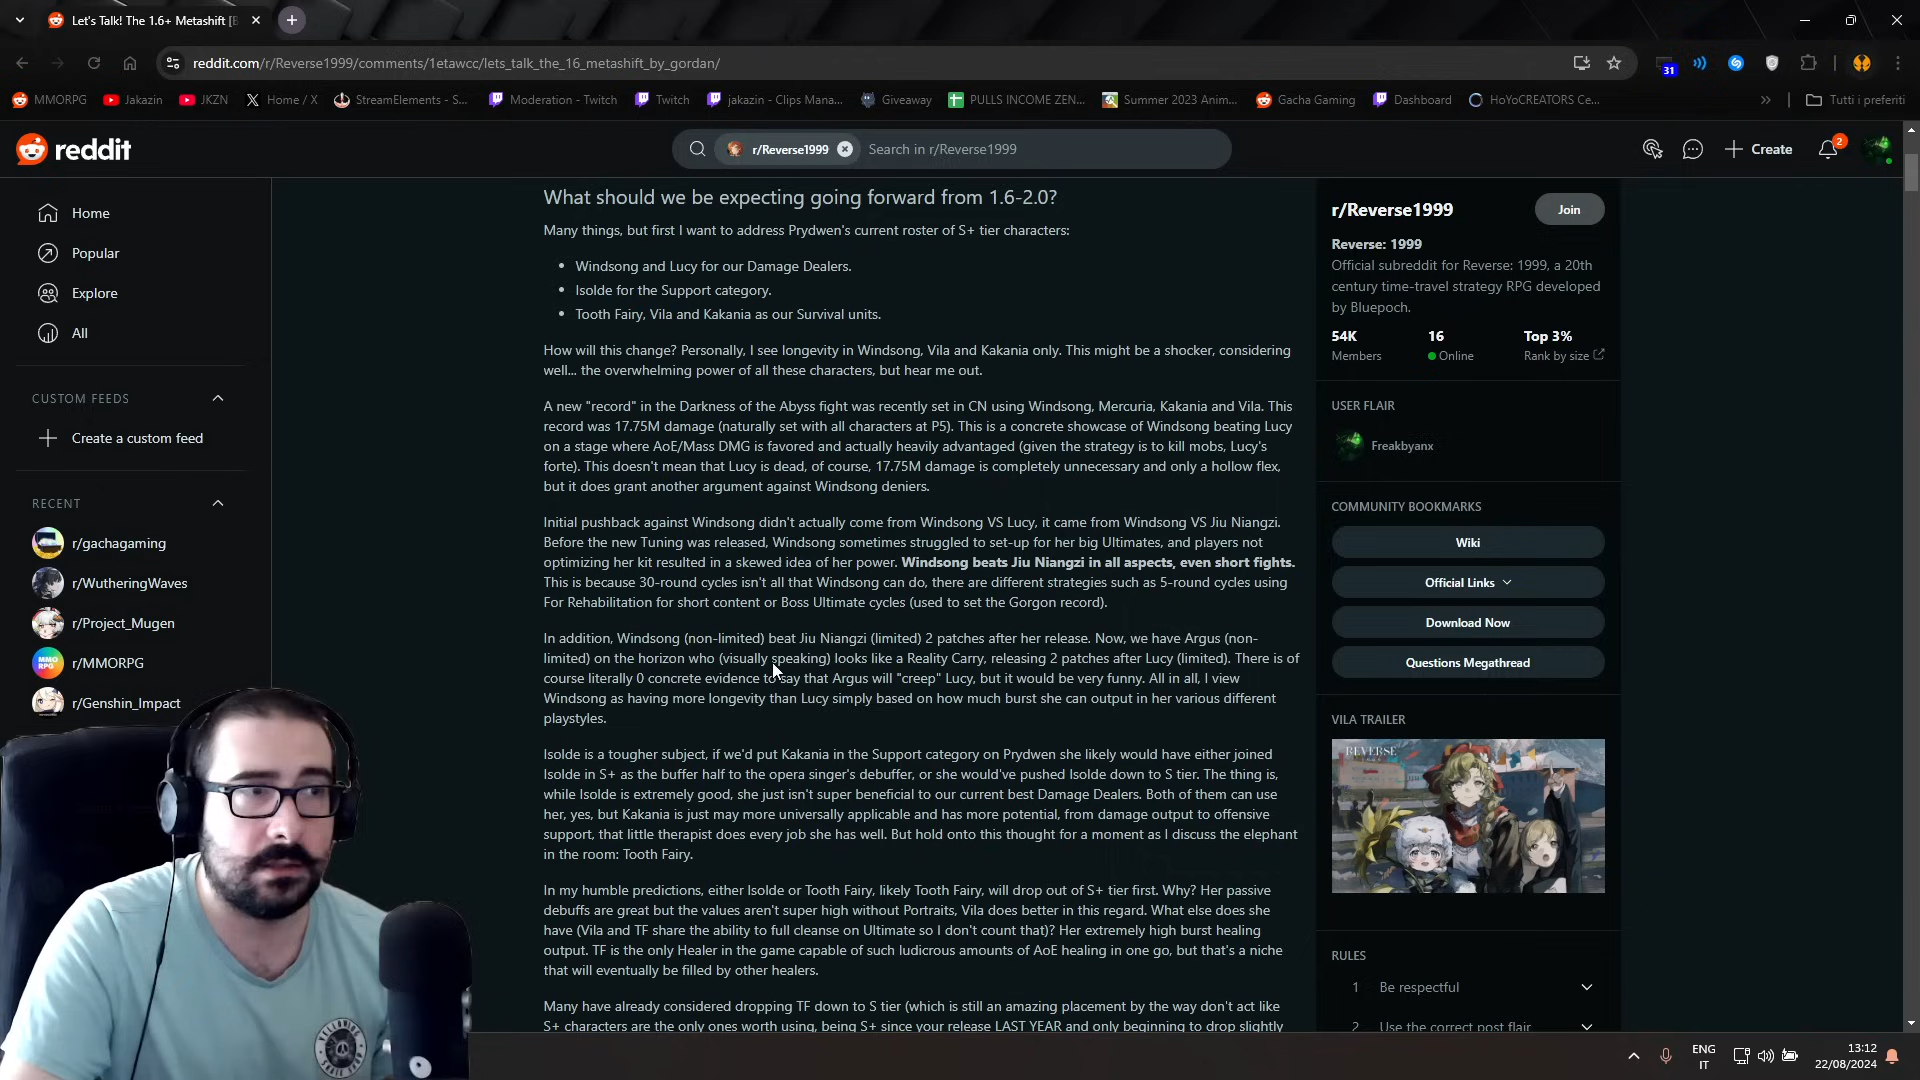 Let's Talk! The 1.6+ Metashift [B
reddit.com/r/Reverse1999/comments/1etawcc/lets_talk_the_16_metashift_by_gordan/
31
MMORPG
Jakazin
JKZN
Home / X
StreamElements - S...
Moderation - Twitch
Twitch
jakazin - Clips Mana...
Giveaway
PULLS INCOME ZEN...
Summer 2023 Anim...
Gacha Gaming
Dashboard
HoYoCREATORS Ce...
Tutti i preferiti
reddit
r/Reverse1999
Search in r/Reverse1999
Create
2
Home
Popular
Explore
All
CUSTOM FEEDS
Create a custom feed
RECENT
r/gachagaming
r/WutheringWaves
r/Project_Mugen
r/MMORPG
r/Genshin_Impact
What should we be expecting going forward from 1.6-2.0?
Many things, but first I want to address Prydwen's current roster of S+ tier characters:
• Windsong and Lucy for our Damage Dealers.
• Isolde for the Support category.
• Tooth Fairy, Vila and Kakania as our Survival units.
How will this change? Personally, I see longevity in Windsong, Vila and Kakania only. This might be a shocker, considering
well... the overwhelming power of all these characters, but hear me out.
A new "record" in the Darkness of the Abyss fight was recently set in CN using Windsong, Mercuria, Kakania and Vila. This
record was 17.75M damage (naturally set with all characters at P5). This is a concrete showcase of Windsong beating Lucy
on a stage where AoE/Mass DMG is favored and actually heavily advantaged (given the strategy is to kill mobs, Lucy's
forte). This doesn't mean that Lucy is dead, of course, 17.75M damage is completely unnecessary and only a hollow flex,
but it does grant another argument against Windsong deniers.
Initial pushback against Windsong didn't actually come from Windsong VS Lucy, it came from Windsong VS Jiu Niangzi.
Before the new Tuning was released, Windsong sometimes struggled to set-up for her big Ultimates, and players not
optimizing her kit resulted in a skewed idea of her power. Windsong beats Jiu Niangzi in all aspects, even short fights.
This is because 30-round cycles isn't all that Windsong can do, there are different strategies such as 5-round cycles using
For Rehabilitation for short content or Boss Ultimate cycles (used to set the Gorgon record).
In addition, Windsong (non-limited) beat Jiu Niangzi (limited) 2 patches after her release. Now, we have Argus (non-
limited) on the horizon who (visually speaking) looks like a Reality Carry, releasing 2 patches after Lucy (limited). There is of
course literally 0 concrete evidence to say that Argus will "creep" Lucy, but it would be very funny. All in all, I view
Windsong as having more longevity than Lucy simply based on how much burst she can output in her various different
playstyles.
Isolde is a tougher subject, if we'd put Kakania in the Support category on Prydwen she likely would have either joined
Isolde in S+ as the buffer half to the opera singer's debuffer, or she would've pushed Isolde down to S tier. The thing is,
while Isolde is extremely good, she just isn't super beneficial to our current best Damage Dealers. Both of them can use
her, yes, but Kakania is just may more universally applicable and has more potential, from damage output to offensive
support, that little therapist does every job she has well. But hold onto this thought for a moment as I discuss the elephant
in the room: Tooth Fairy.
In my humble predictions, either Isolde or Tooth Fairy, likely Tooth Fairy, will drop out of S+ tier first. Why? Her passive
debuffs are great but the values aren't super high without Portraits, Vila does better in this regard. What else does she
have (Vila and TF share the ability to full cleanse on Ultimate so I don't count that)? Her extremely high burst healing
output. TF is the only Healer in the game capable of such ludicrous amounts of AoE healing in one go, but that's a niche
that will eventually be filled by other healers.
Many have already considered dropping TF down to S tier (which is still an amazing placement by the way don't act like
S+ characters are the only ones worth using, being S+ since your release LAST YEAR and only beginning to drop slightly
r/Reverse1999
Join
Reverse: 1999
Official subreddit for Reverse: 1999, a 20th
century time-travel strategy RPG developed
by Bluepoch.
54K
16
Top 3%
Members
Online
Rank by size
USER FLAIR
Freakbyanx
COMMUNITY BOOKMARKS
Wiki
Official Links
Download Now
Questions Megathread
VILA TRAILER
REVERSE
RULES
1 Be respectful
2 Use the correct post flair
ENG
IT
13:12
22/08/2024